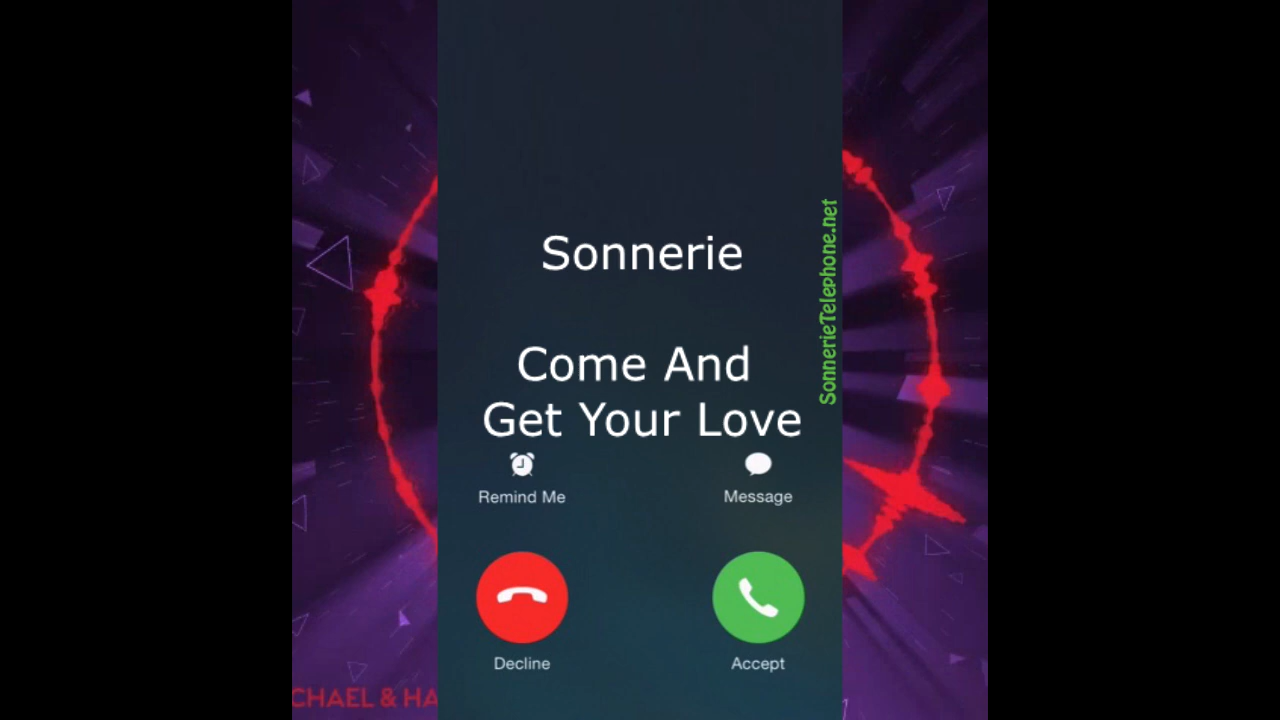 Sonnerie
Come And
Get Your Love
SonnerieTelephone.net
Remind Me
Message
Decline
Accept
CHAEL & HA